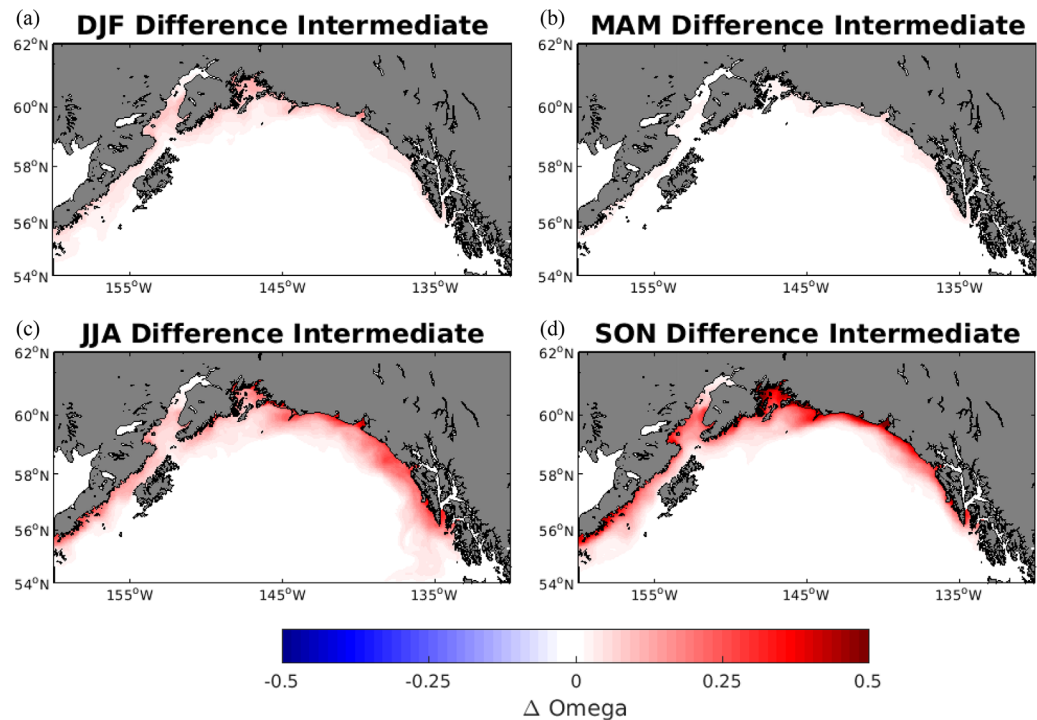 (a) DJF Difference Intermediate
(b) MAM Difference Intermediate
62°N
60°N
58°N
56°N
54°N
155°W 145°W 135°W
62°N
60°N
58°N
56°N
54°N
155°W 145°W 135°W
(c) JJA Difference Intermediate
(d) SON Difference Intermediate
62°N
60°N
58°N
56°N
54°N
155°W 145°W 135°W
62°N
60°N
58°N
56°N
54°N
155°W 145°W 135°W
-0.5 -0.25 0 0.25 0.5
Δ Omega